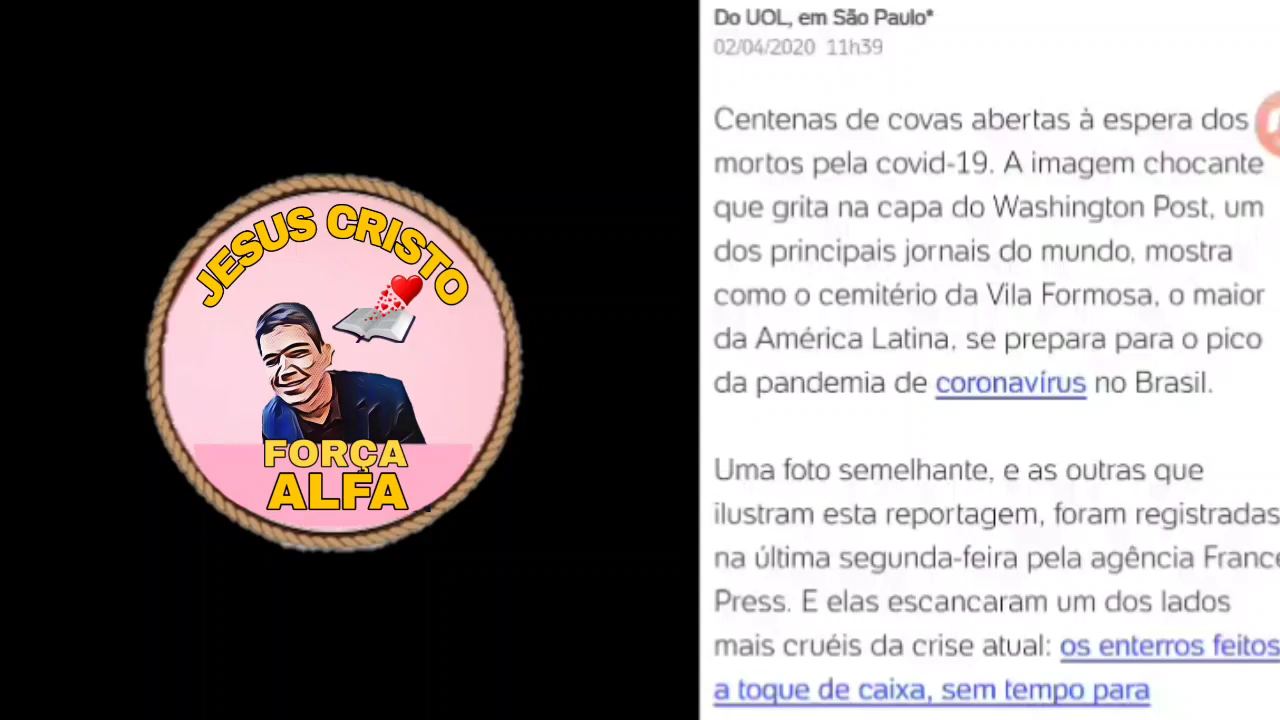 JESUS CRISTO
FORÇA
ALFA
Do UOL, em São Paulo*
02/04/2020 11h39
Centenas de covas abertas à espera dos
mortos pela covid-19. A imagem chocante
que grita na capa do Washington Post, um
dos principais jornais do mundo, mostra
como o cemitério da Vila Formosa, o maior
da América Latina, se prepara para o pico
da pandemia de coronavírus no Brasil.
Uma foto semelhante, e as outras que
ilustram esta reportagem, foram registradas
na última segunda-feira pela agência France
Press. E elas escancaram um dos lados
mais cruéis da crise atual: os enterros feitos
a toque de caixa, sem tempo para